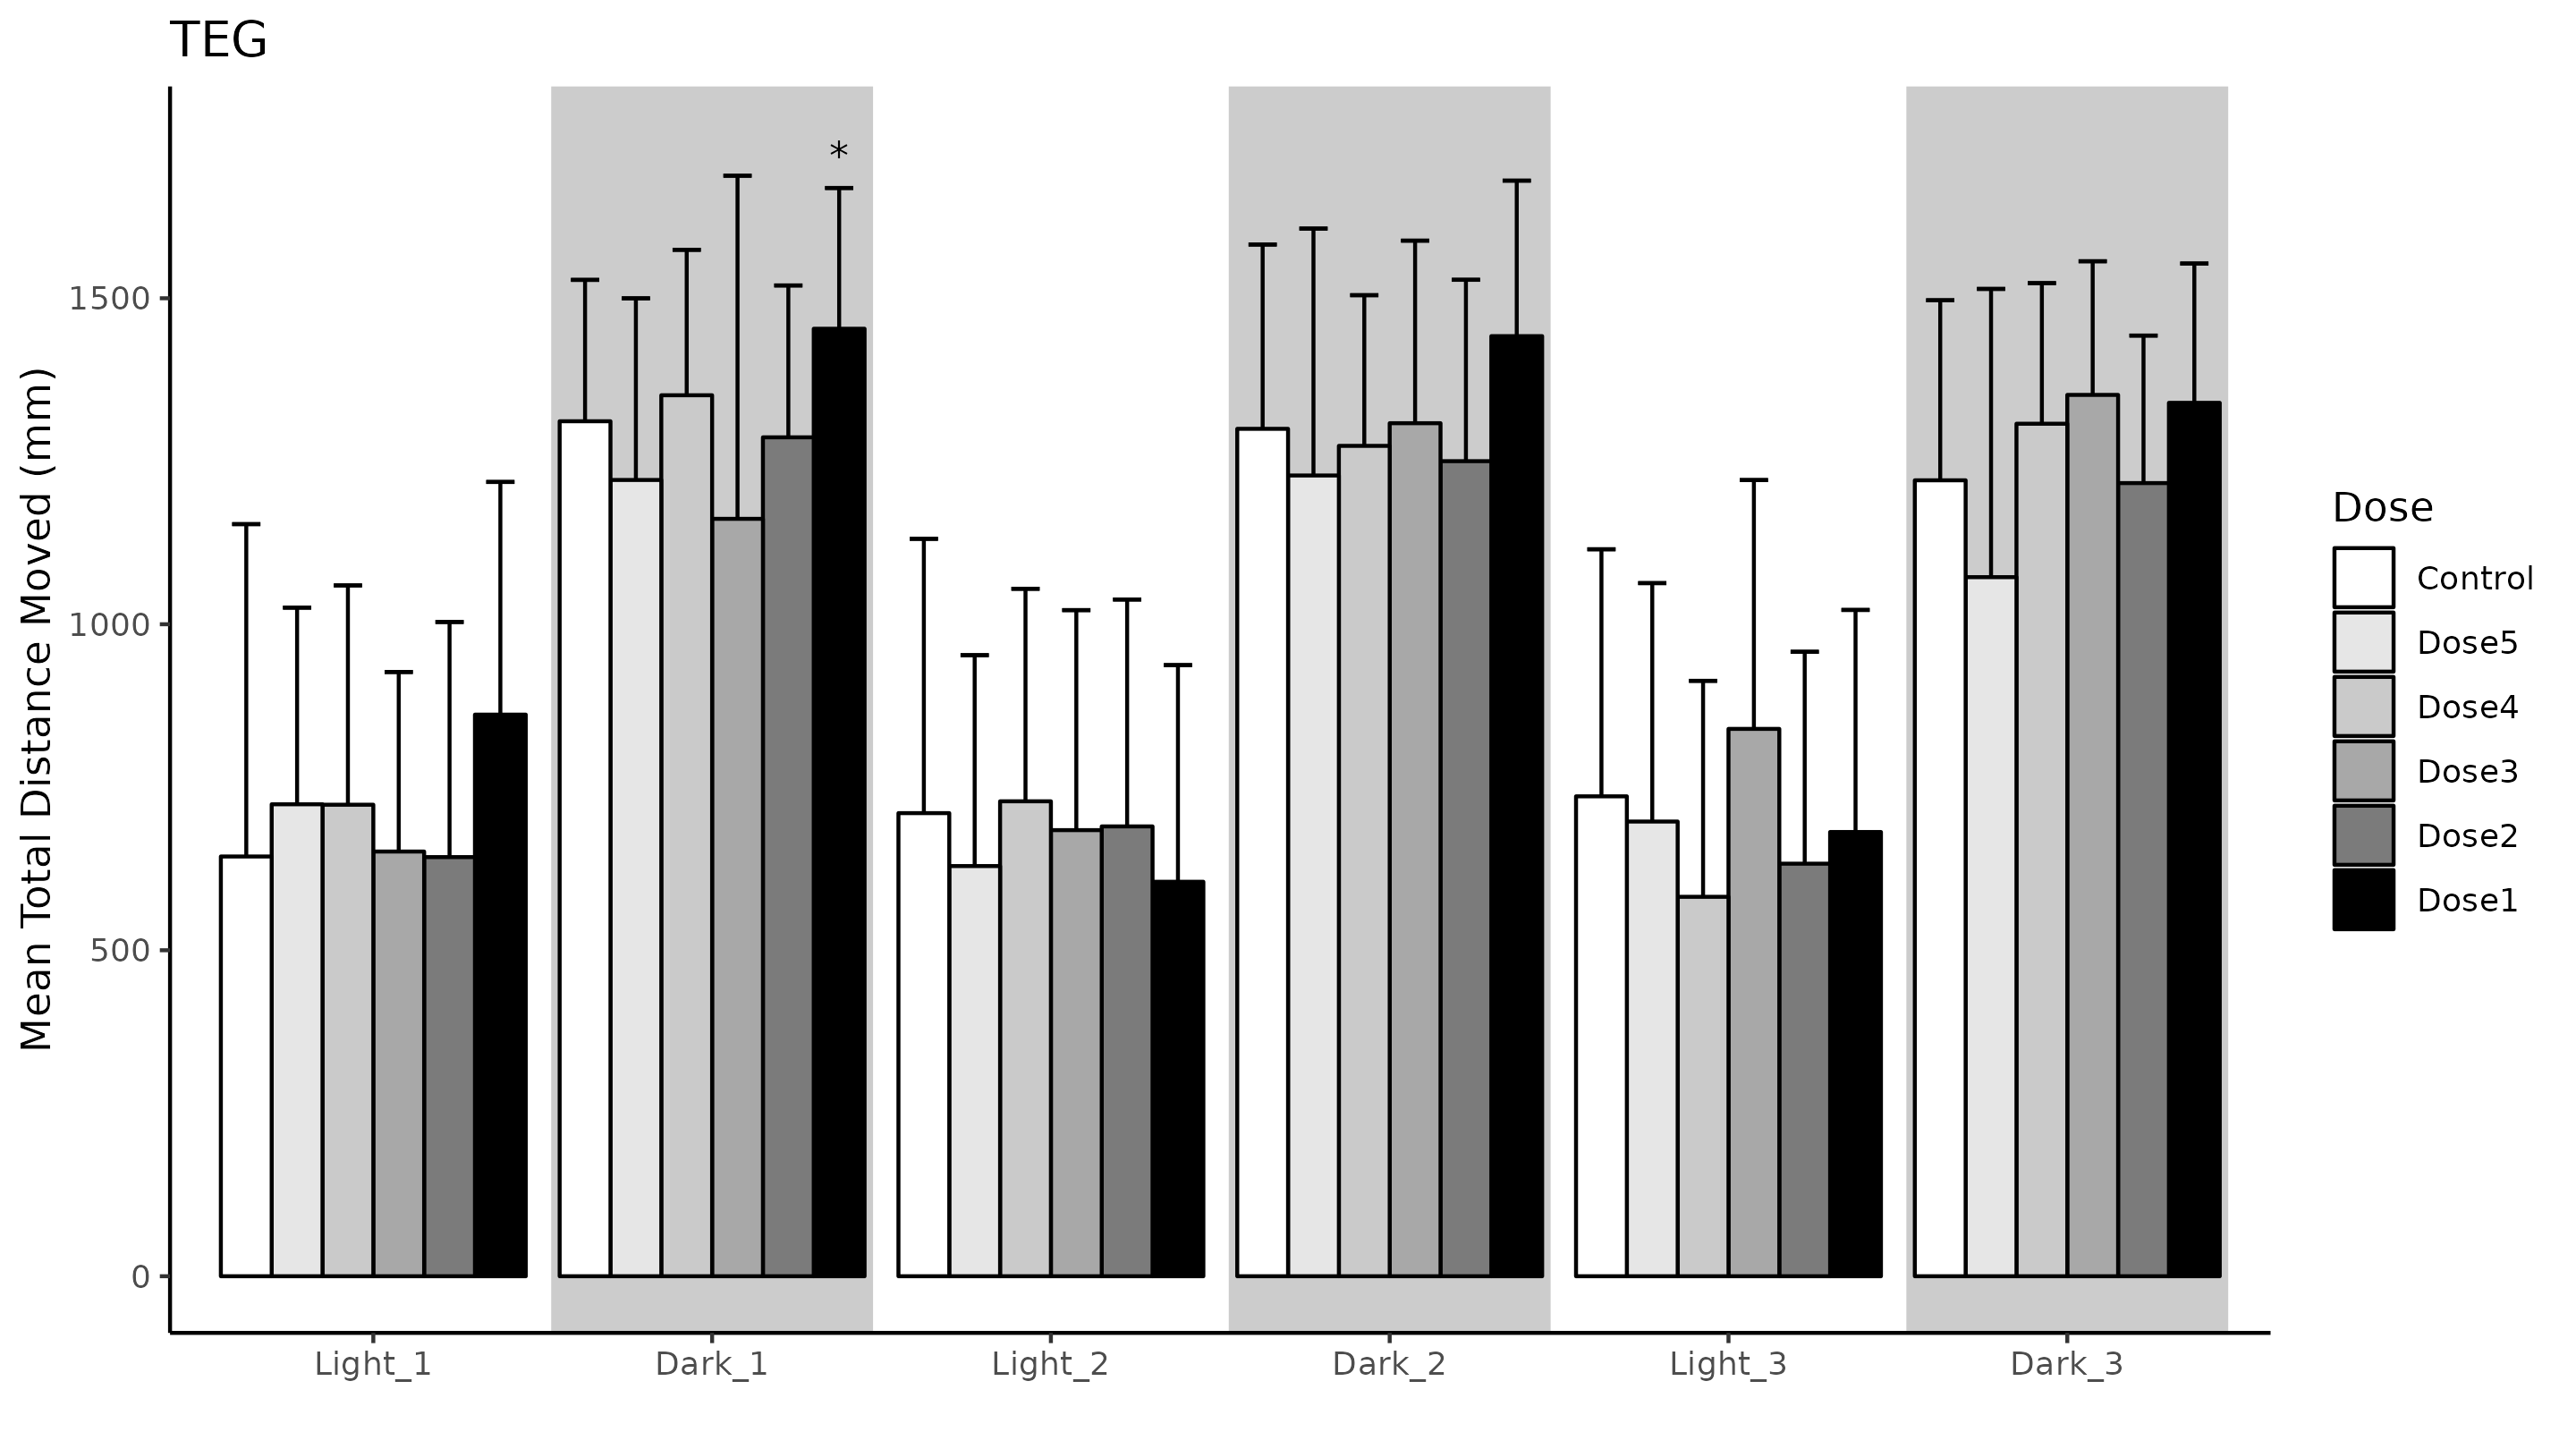 TEG
*
Mean Total Distance Moved (mm)
1500
1000
500
0
Light_1
Dark_1
Light_2
Dark_2
Light_3
Dark_3
Dose
Control
Dose5
Dose4
Dose3
Dose2
Dose1